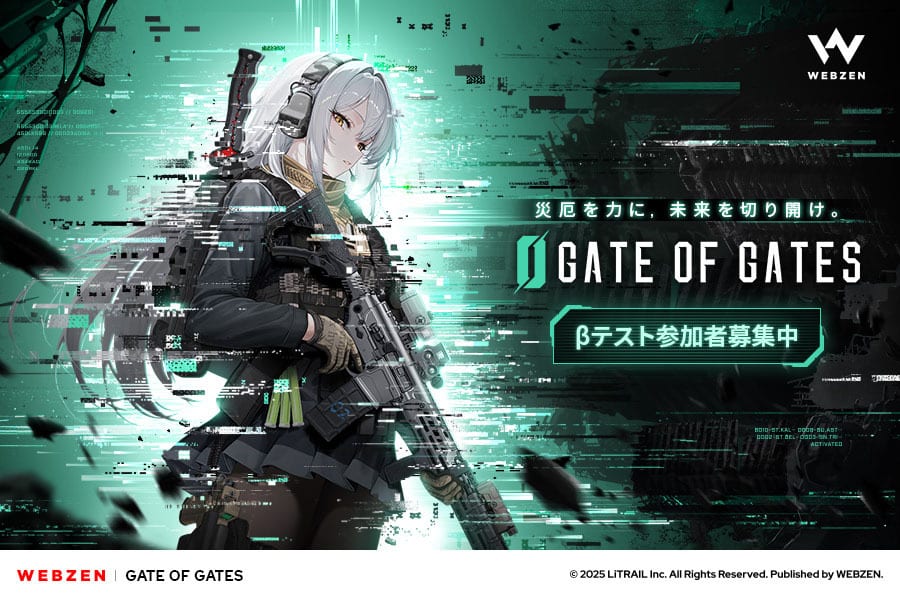 WEBZEN
災厄を力に, 未来を切り開け。
GATE OF GATES
βテスト参加者募集中
ACTIVATED
WEBZEN | GATE OF GATES
© 2025 LiTRAIL Inc. All Rights Reserved. Published by WEBZEN.